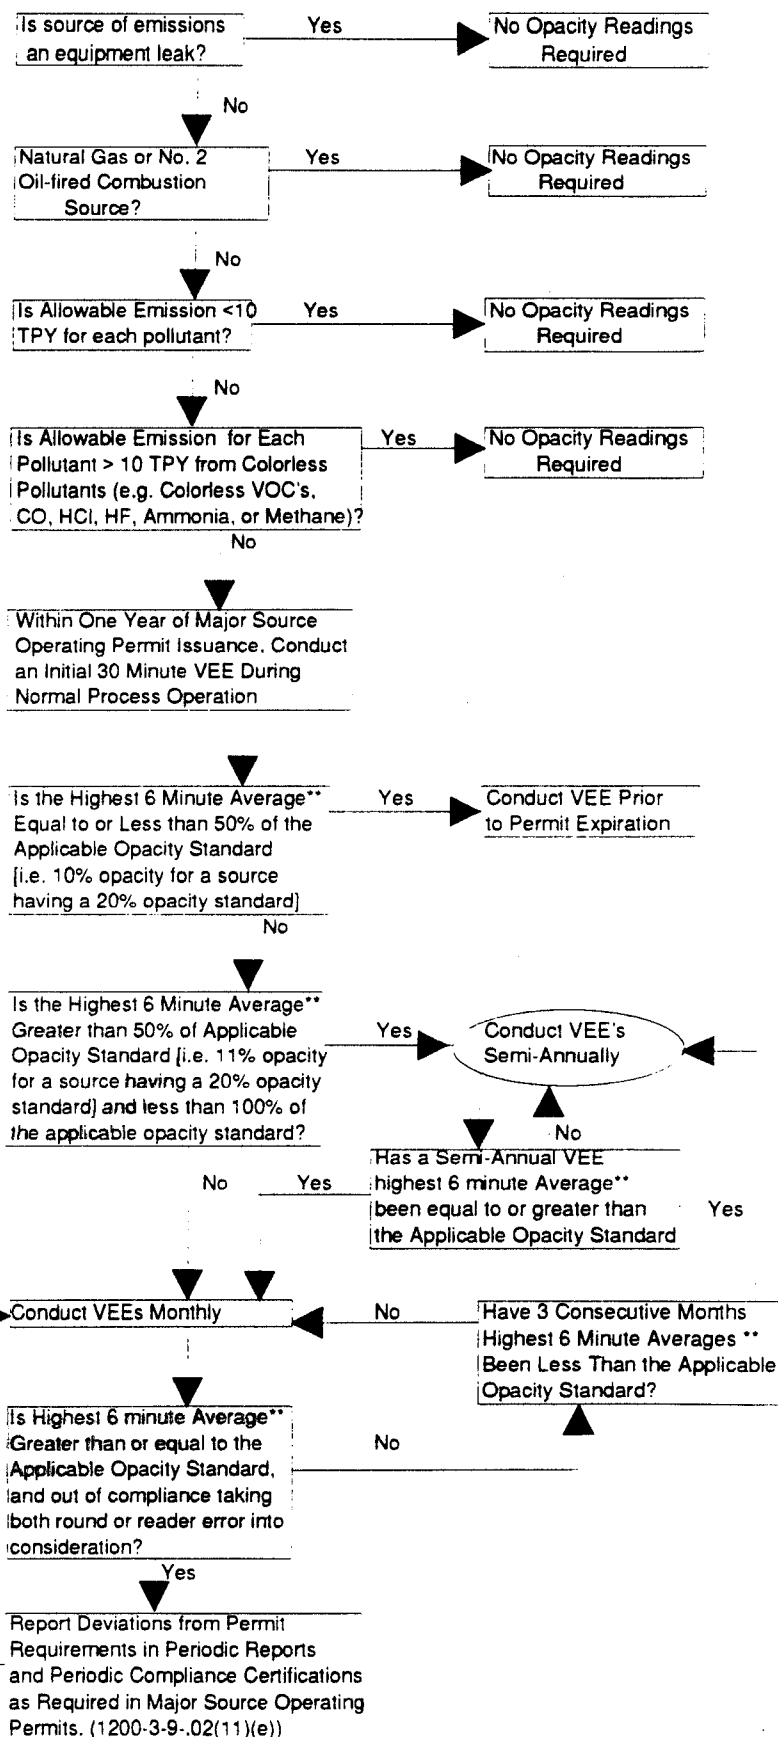 Is source of emissions
an equipment leak?
Yes
No Opacity Readings
Required
No
Natural Gas or No. 2
Oil-fired Combustion
Source?
Yes
No Opacity Readings
Required
No
Is Allowable Emission <10
TPY for each pollutant?
Yes
No Opacity Readings
Required
No
Is Allowable Emission for Each
Pollutant > 10 TPY from Colorless
Pollutants (e.g. Colorless VOC's,
CO, HCl, HF, Ammonia, or Methane)?
Yes
No Opacity Readings
Required
No
Within One Year of Major Source
Operating Permit Issuance, Conduct
an Initial 30 Minute VEE During
Normal Process Operation
Is the Highest 6 Minute Average**
Equal to or Less than 50% of the
Applicable Opacity Standard
[i.e. 10% opacity for a source
having a 20% opacity standard]
Yes
Conduct VEE Prior
to Permit Expiration
No
Is the Highest 6 Minute Average**
Greater than 50% of Applicable
Opacity Standard [i.e. 11% opacity
for a source having a 20% opacity
standard] and less than 100% of
the applicable opacity standard?
Yes
Conduct VEE's
Semi-Annually
No
Has a Semi-Annual VEE
highest 6 minute Average**
been equal to or greater than
the Applicable Opacity Standard
No
Yes
Yes
Conduct VEEs Monthly
No
Have 3 Consecutive Months
Highest 6 Minute Averages **
Been Less Than the Applicable
Opacity Standard?
Is Highest 6 minute Average**
Greater than or equal to the
Applicable Opacity Standard,
and out of compliance taking
both round or reader error into
consideration?
No
Yes
Report Deviations from Permit
Requirements in Periodic Reports
and Periodic Compliance Certifications
as Required in Major Source Operating
Permits. (1200-3-9-.02(11)(e))